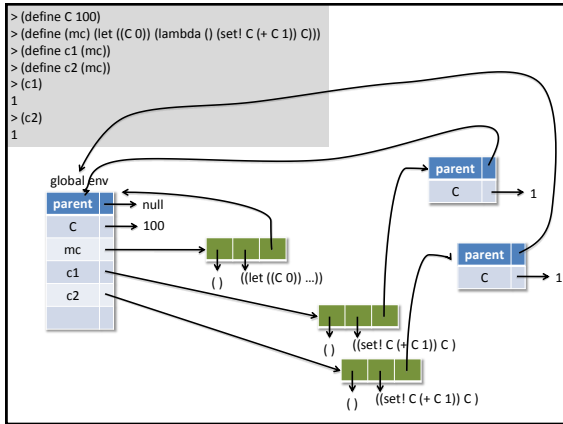 > (define C 100)
> (define (mc) (let ((C 0)) (lambda () (set! C (+ C 1)) C)))
> (define c1 (mc))
> (define c2 (mc))
> (c1)
1
> (c2)
1
global env
parent
null
C
100
mc
( )
((let ((C 0)) ...))
c1
c2
parent
C
1
parent
C
1
( )
((set! C (+ C 1)) C )
( )
((set! C (+ C 1)) C )